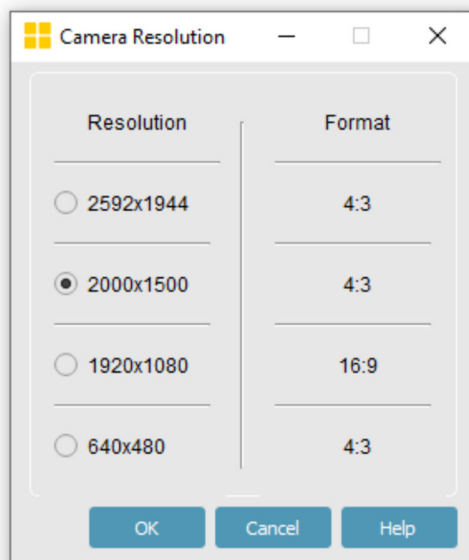 Camera Resolution
Resolution Format
2592x1944 4:3
2000x1500 4:3
1920x1080 16:9
640x480 4:3
OK Cancel Help